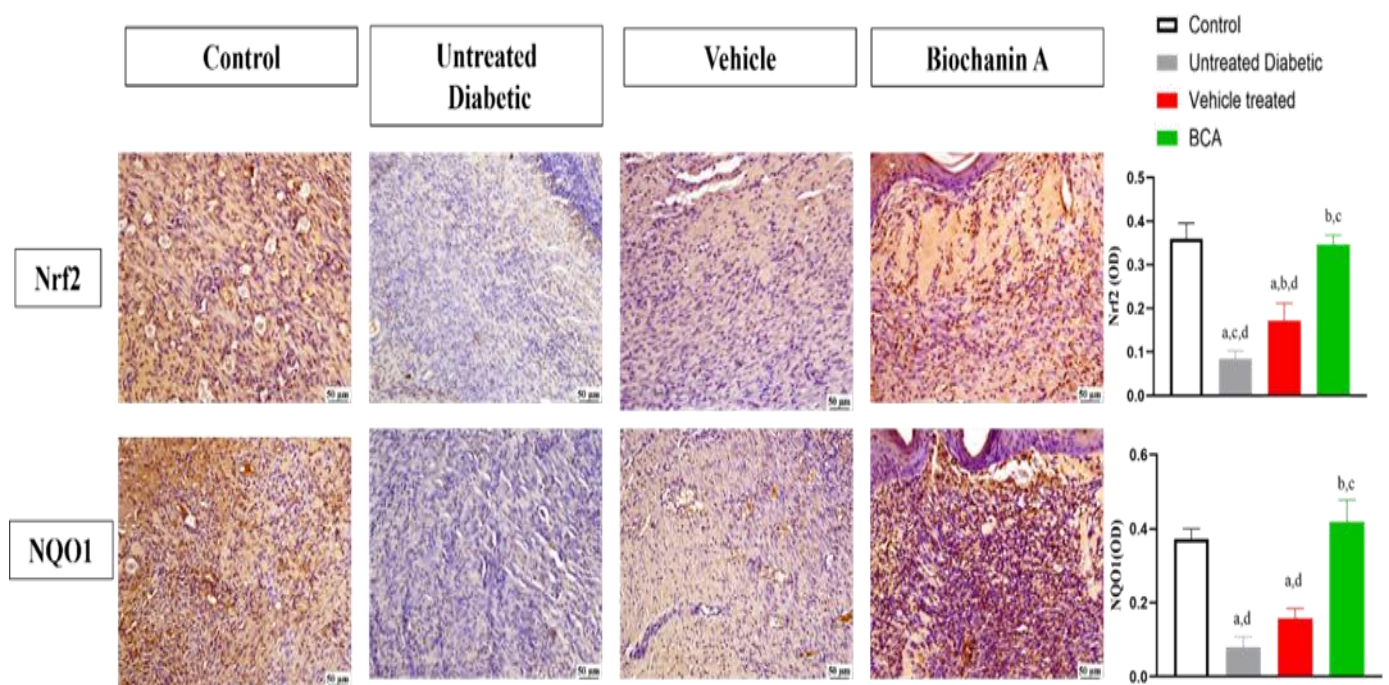 Control
Untreated
Diabetic
Vehicle
Biochanin A
Control
Untreated Diabetic
Vehicle treated
BCA
Nrf2
50 µm
50 µm
50 µm
50 µm
Nrf2 (OD)
0.5
0.4
0.3
0.2
0.1
0.0
a,c,d
a,b,d
b,c
NQO1
50 µm
50 µm
50 µm
50 µm
NQO1(OD)
0.6
0.4
0.2
0.0
a,d
a,d
b,c